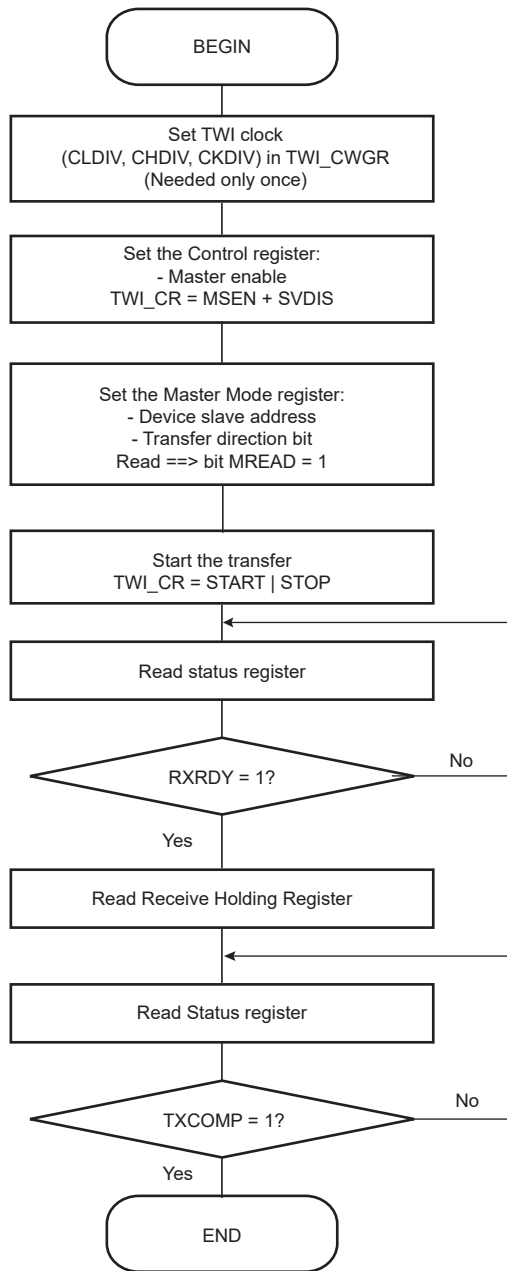 BEGIN
Set TWI clock
(CLDIV, CHDIV, CKDIV) in TWI_CWGR
(Needed only once)
Set the Control register:
- Master enable
TWI_CR = MSEN + SVDIS
Set the Master Mode register:
- Device slave address
- Transfer direction bit
Read ==> bit MREAD = 1
Start the transfer
TWI_CR = START | STOP
Read status register
RXRDY = 1?
No
Yes
Read Receive Holding Register
Read Status register
TXCOMP = 1?
No
Yes
END